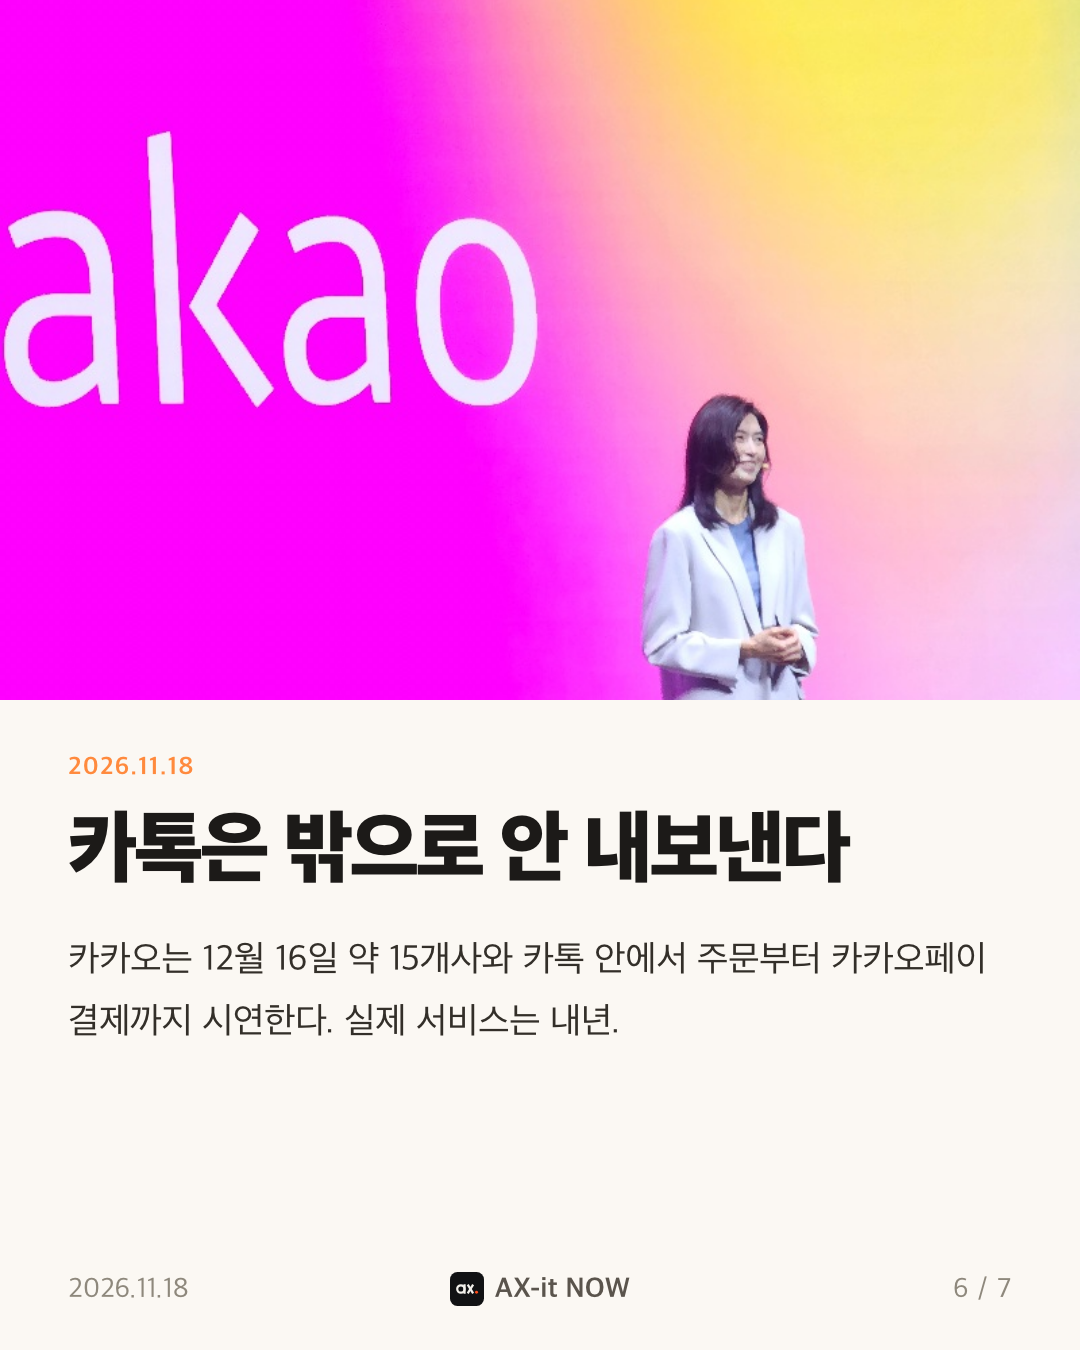 akao
2026.11.18
카톡은 밖으로 안 내보낸다
카카오는 12월 16일 약 15개사와 카톡 안에서 주문부터 카카오페이
결제까지 시연한다. 실제 서비스는 내년.
2026.11.18
ax.
AX-it NOW
6 / 7